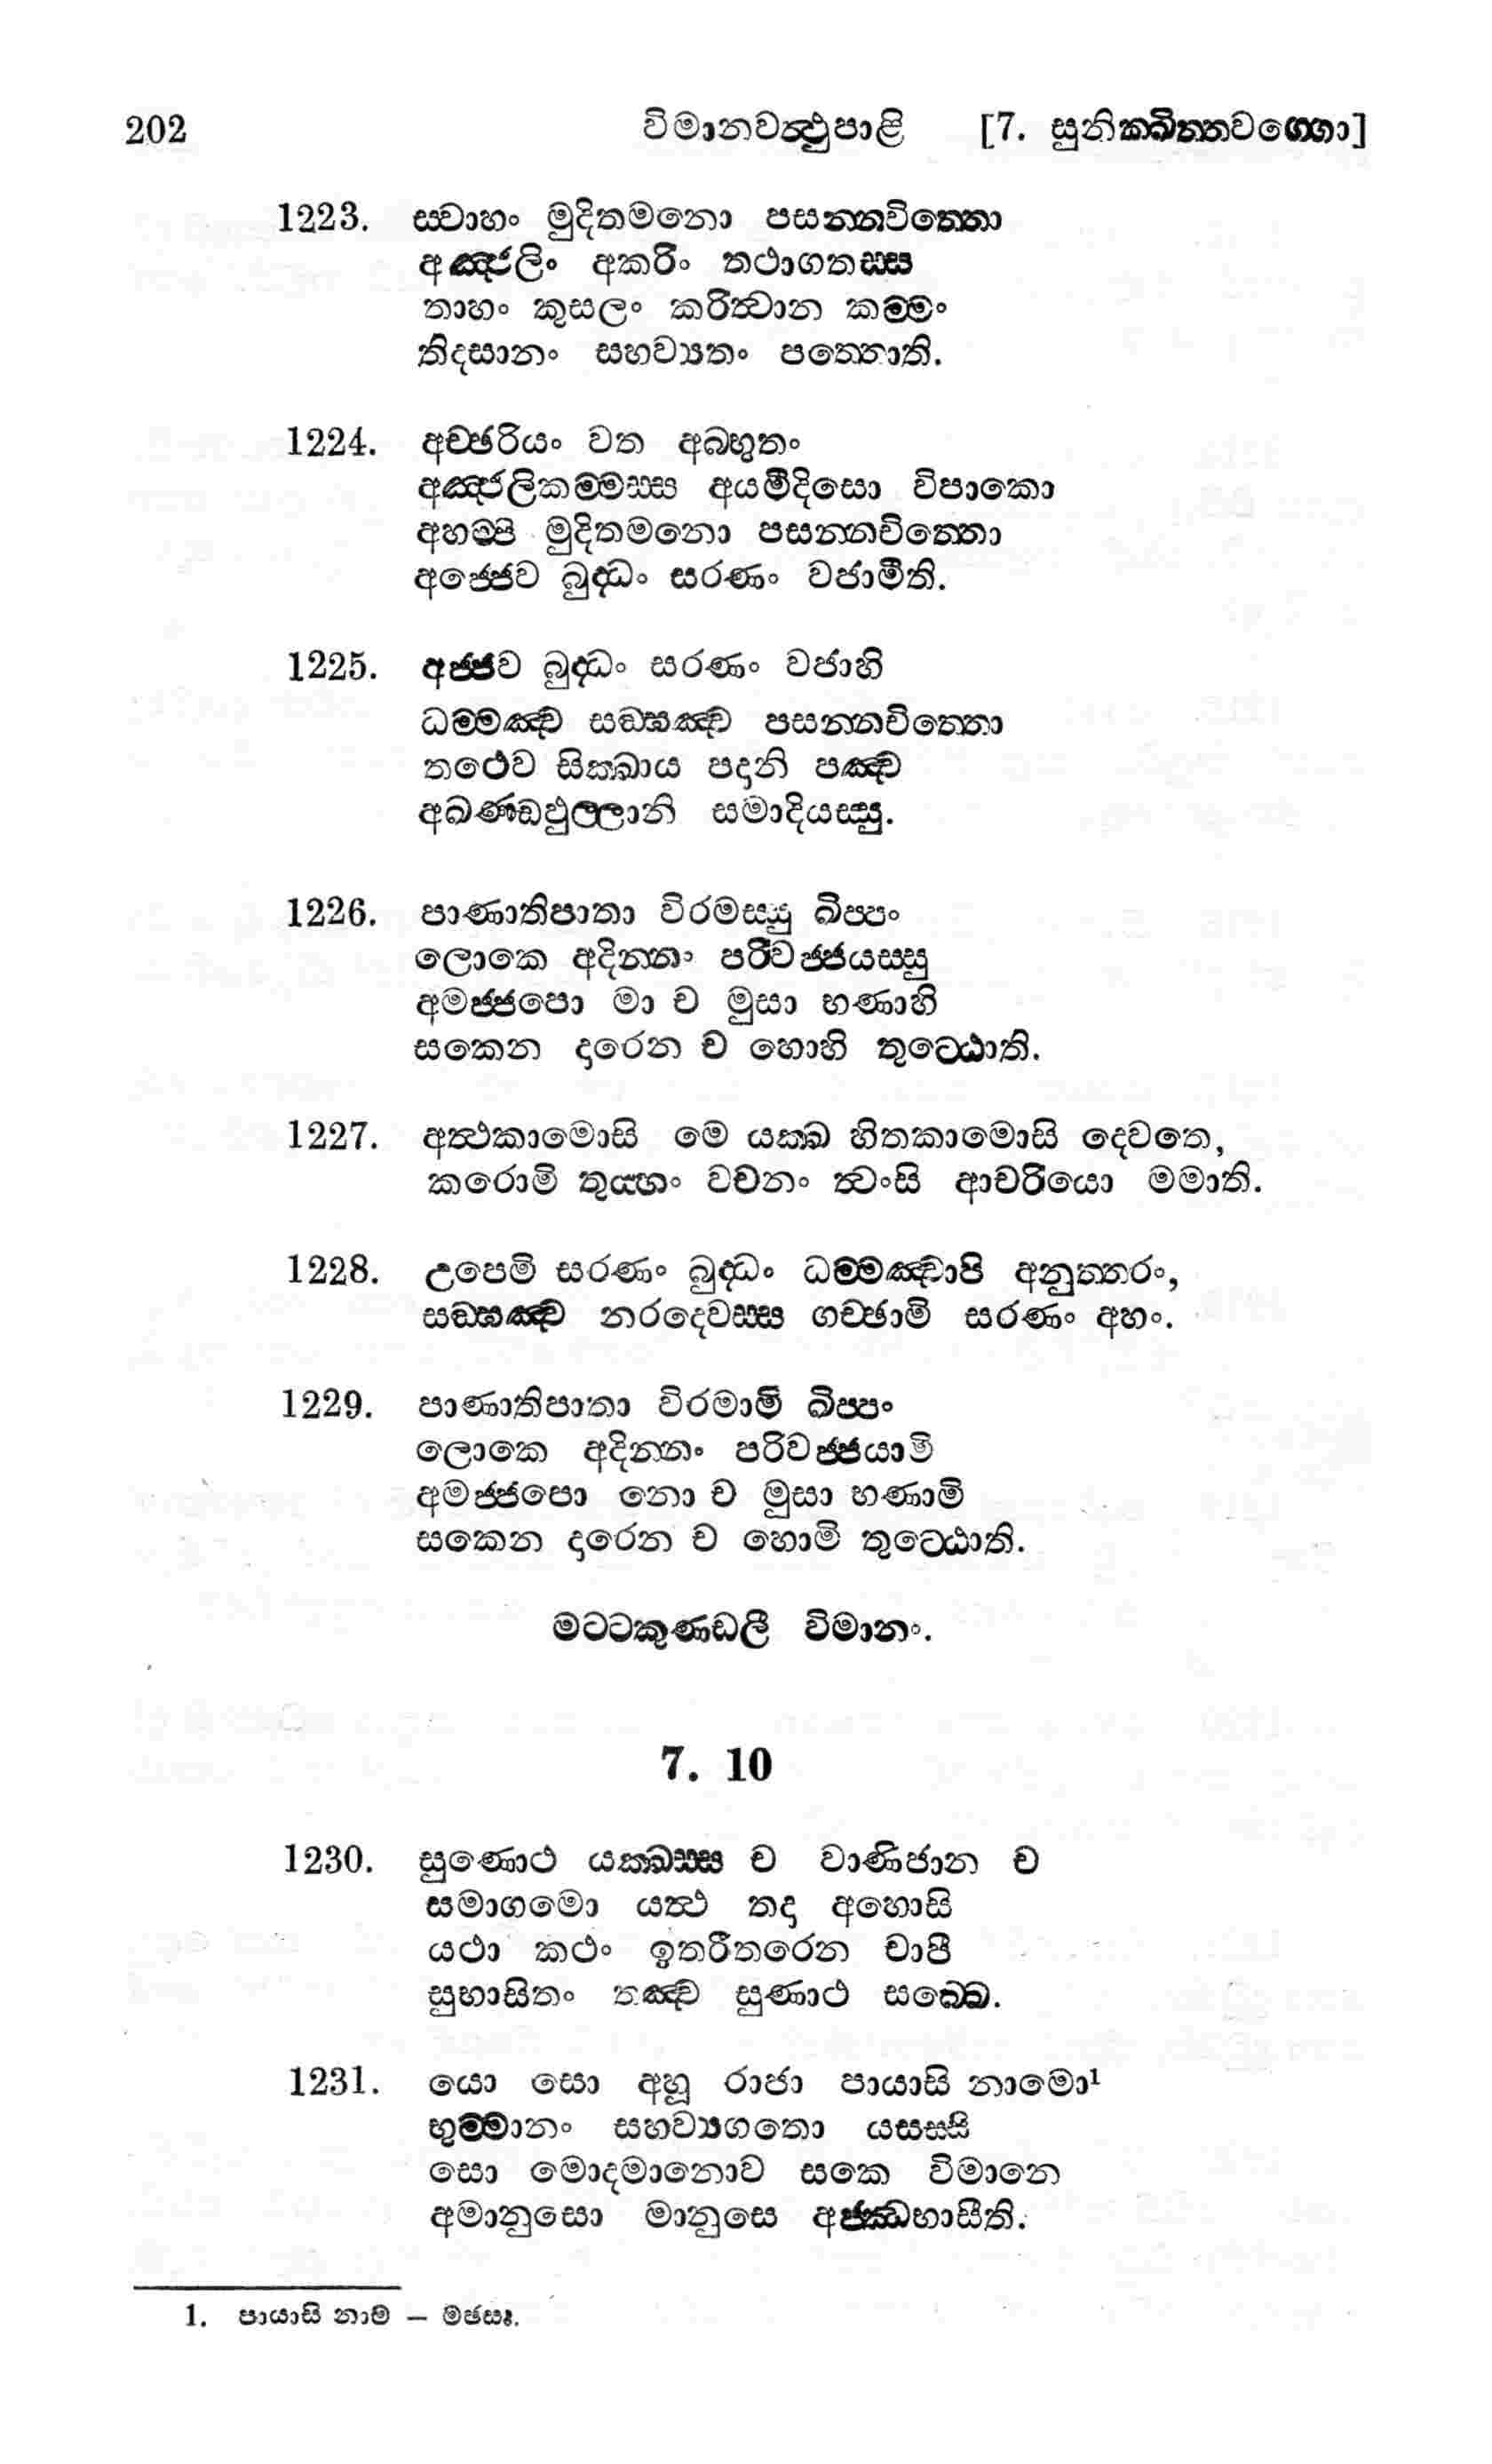 202 විමානවත්‍ථුපාළි [7. සුනික්ඛිත්තවග්ගො]
1223. ස්වාහං මුදිතමනො පසන්නචිත්තො
අඤ්ජලිං අකරිං තථාගතස්ස
තාහං කුසලං කරිත්‍වාන කම්මං
තිදසානං සහව්‍යතං පත්තොති.
1224. අච්ඡරියං වත අබ්භුතං
අඤ්ජලිකම්මස්ස අයමීදිසො විපාකො
අහම්පි මුදිතමනො පසන්නචිත්තො
අජ්ජෙව බුද්ධං සරණං වජාමීති.
1225. අජ්ජව බුද්ධං සරණං වජාහි
ධම්මඤ්ච සඞ්ඝඤ්ච පසන්නචිත්තො
තථෙව සික්ඛාය පදානි පඤ්ච
අඛණ්ඩඵුල්ලානි සමාදියස්සු.
1226. පාණාතිපාතා විරමස්සු ඛිප්පං
ලොකෙ අදින්නං පරිවජ්ජයස්සු
අමජ්ජපො මා ච මුසා භණාහි
සකෙන දාරෙන ච හොහි තුට්ඨොති.
1227. අත්‍ථකාමොසි මෙ යක්ඛ හිතකාමොසි දෙවතෙ,
කරොමි තුය්හං වචනං ත්‍වංසි ආචරියො මමාති.
1228. උපෙමි සරණං බුද්ධං ධම්මඤ්චාපි අනුත්තරං,
සඞ්ඝඤ්ච නරදෙවස්ස ගච්ඡාමි සරණං අහං.
1229. පාණාතිපාතා විරමාමි ඛිප්පං
ලොකෙ අදින්නං පරිවජ්ජයාමි
අමජ්ජපො නො ච මුසා භණාමි
සකෙන දාරෙන ච හොමි තුට්ඨොති.
මට්ටකුණ්ඩලී විමානං.
7. 10
1230. සුණොථ යක්ඛස්ස ච වාණිජාන ච
සමාගමො යත්‍ථ තදා අහොසි
යථා කථං ඉතරීතරෙන චාපි
සුභාසිතං තඤ්ච සුණාථ සබ්බෙ.
1231. යො සො අහූ රාජා පායාසි නාමො¹
භුම්මානං සහව්‍යගතො යසස්සි
සො මොදමානොව සකෙ විමානෙ
අමානුසො මානුසෙ අජ්ඣභාසීති.
1. පායාසි නාම – මඡසං.